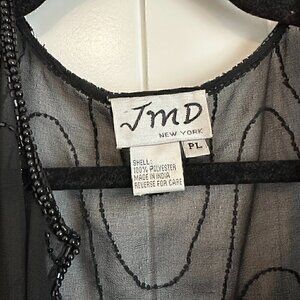 JMD
NEW YORK
PL
SHELL:
100% POLYESTER
MADE IN INDIA
REVERSE FOR CARE